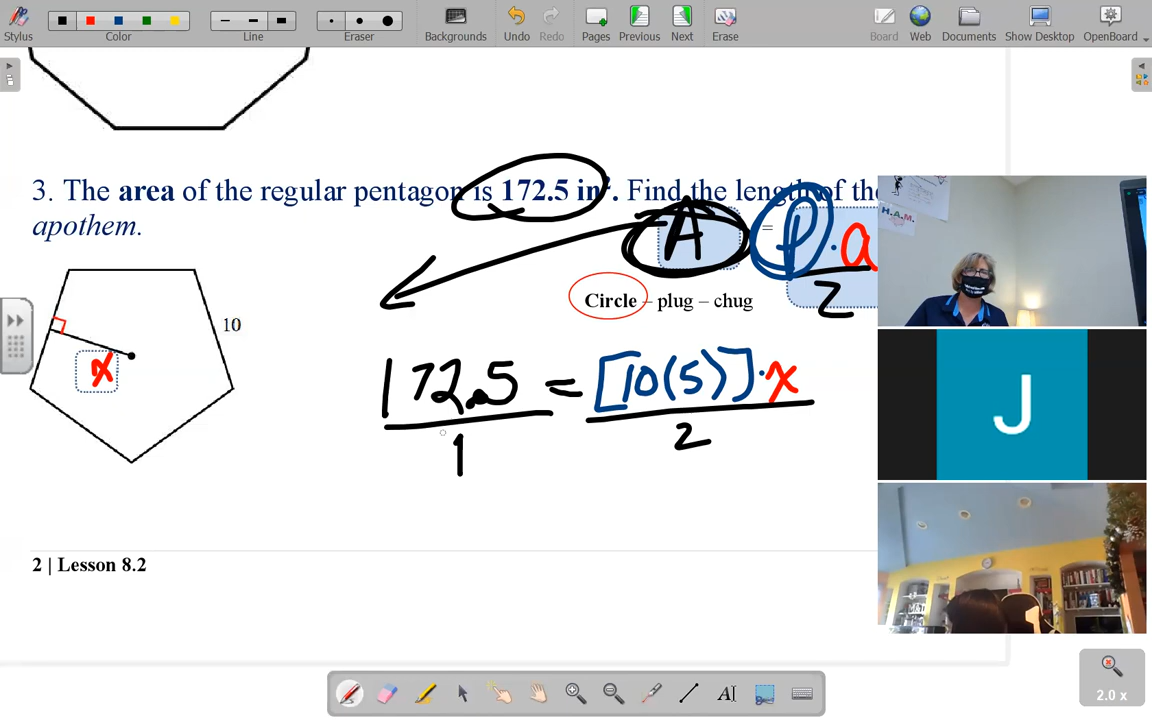 Stylus Color Line Eraser Backgrounds Undo Redo Pages Previous Next Erase Board Web Documents Show Desktop OpenBoard
3. The area of the regular pentagon is 172.5 in². Find the length of the
apothem.
A = P · a
2
Circle – plug – chug
H.A.M.
10
x
172.5 = [10(5)] · x
1 2
J
2 | Lesson 8.2
2.0 x